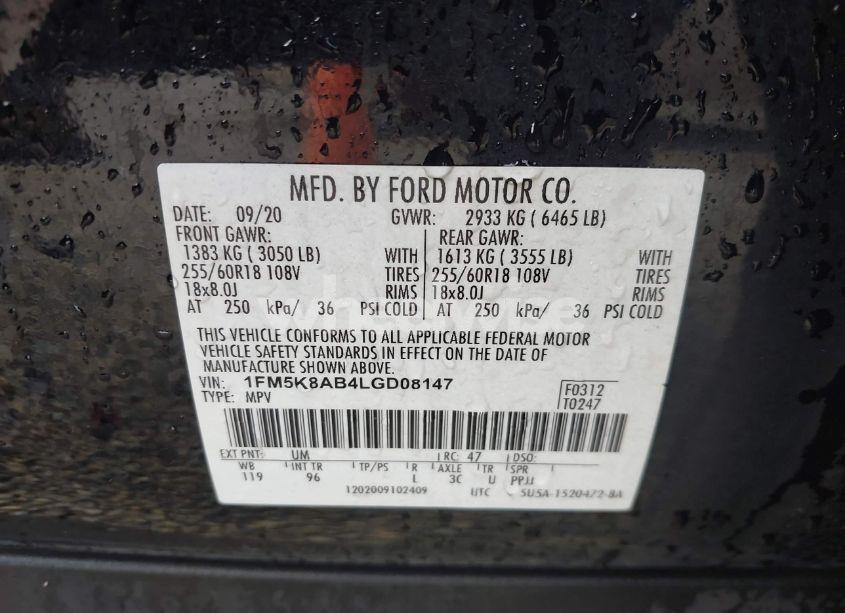 MFD. BY FORD MOTOR CO.
DATE: 09/20 GVWR: 2933 KG ( 6465 LB)
FRONT GAWR: REAR GAWR:
1383 KG ( 3050 LB) WITH 1613 KG ( 3555 LB) WITH
255/60R18 108V TIRES 255/60R18 108V TIRES
18x8.0J RIMS 18x8.0J RIMS
AT 250 kPa/ 36 PSI COLD AT 250 kPa/ 36 PSI COLD
THIS VEHICLE CONFORMS TO ALL APPLICABLE FEDERAL MOTOR
VEHICLE SAFETY STANDARDS IN EFFECT ON THE DATE OF
MANUFACTURE SHOWN ABOVE.
VIN: 1FM5K8AB4LGD08147
TYPE: MPV
F0312
T0247
EXT PNT: UM RC: 47 DSO:
WB INT TR TP/PS R AXLE TR SPR
119 96 L 3C U PPJJ
1202009102409 UTC 5U5A-1520472-BA